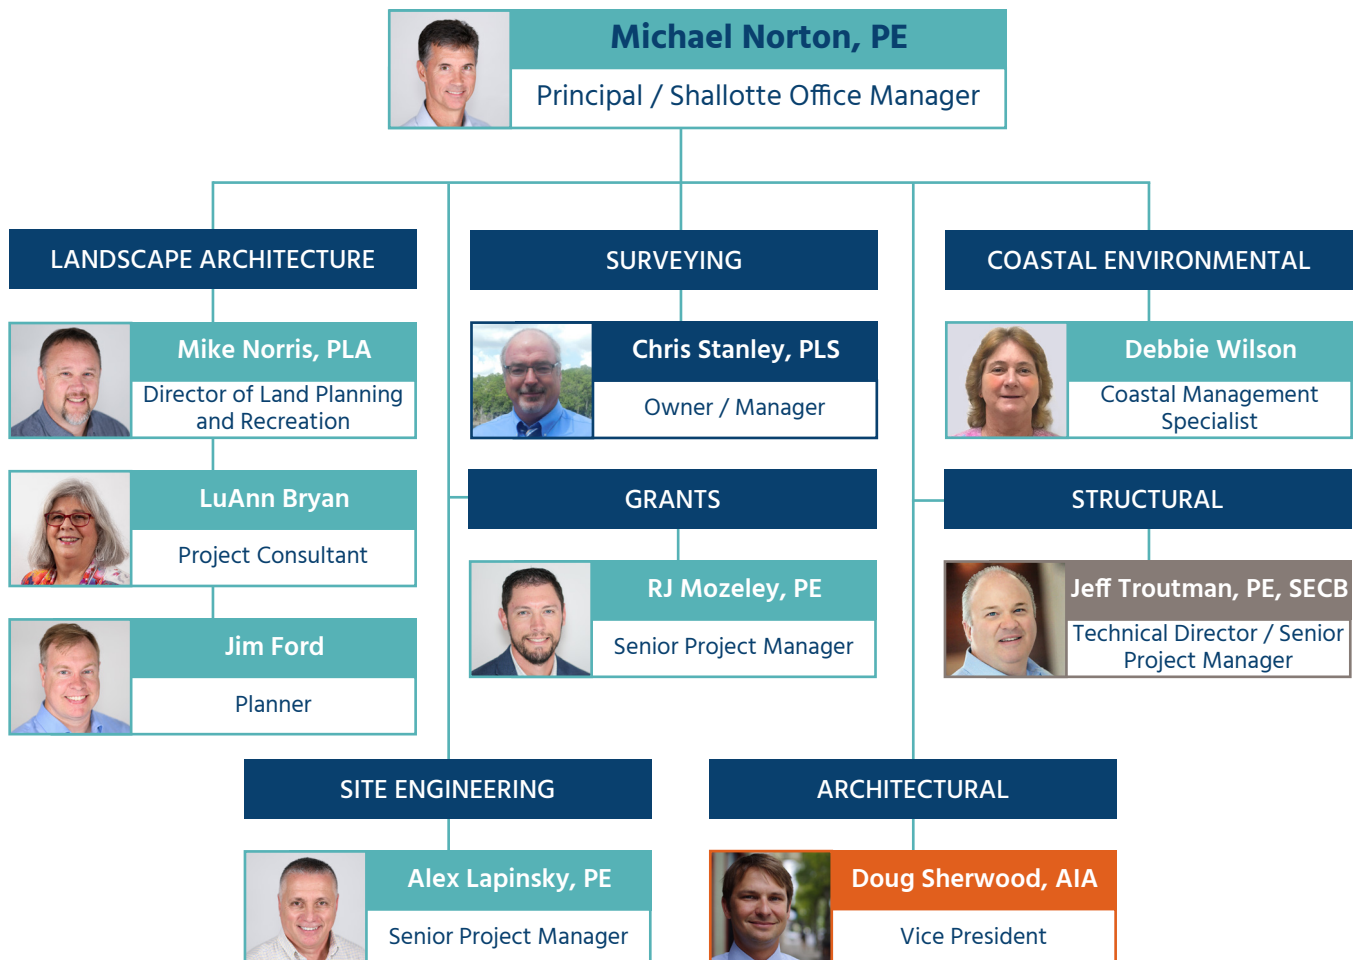 Michael Norton, PE
Principal / Shallotte Office Manager
LANDSCAPE ARCHITECTURE
Mike Norris, PLA
Director of Land Planning
and Recreation
LuAnn Bryan
Project Consultant
Jim Ford
Planner
SURVEYING
Chris Stanley, PLS
Owner / Manager
GRANTS
RJ Mozeley, PE
Senior Project Manager
COASTAL ENVIRONMENTAL
Debbie Wilson
Coastal Management
Specialist
STRUCTURAL
Jeff Troutman, PE, SECB
Technical Director / Senior
Project Manager
SITE ENGINEERING
Alex Lapinsky, PE
Senior Project Manager
ARCHITECTURAL
Doug Sherwood, AIA
Vice President